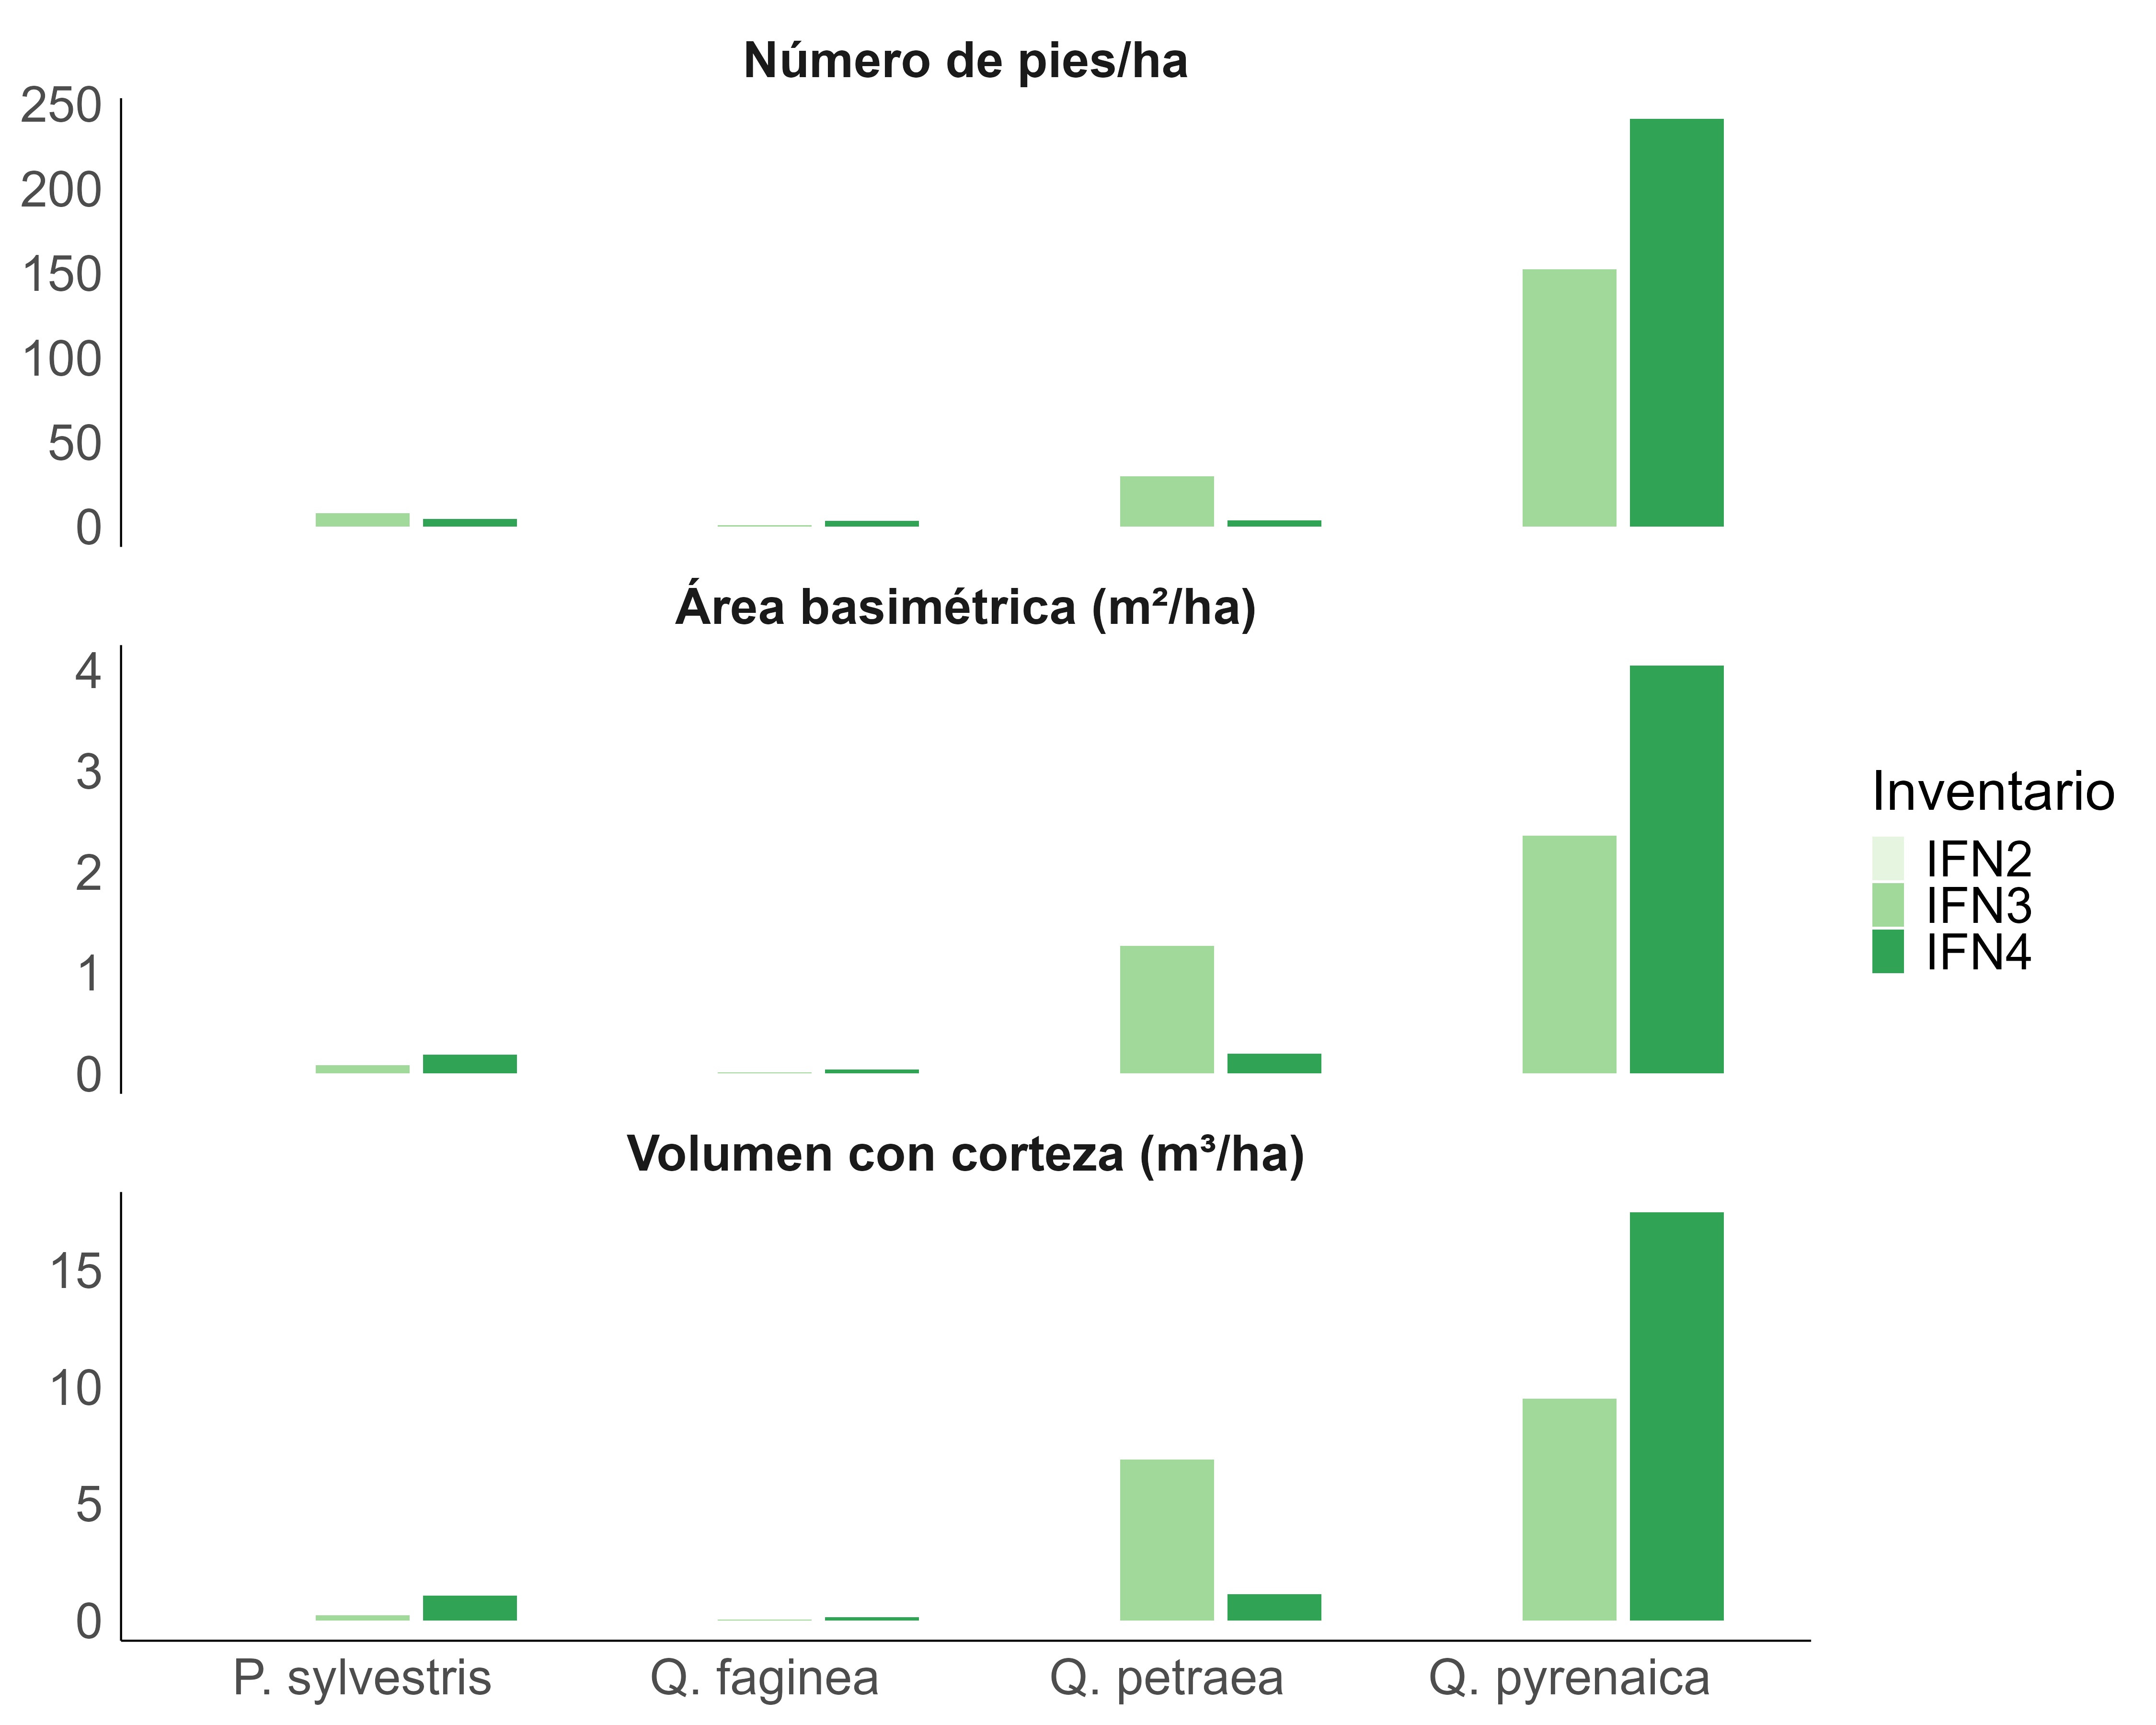 Número de pies/ha
250
200
150
100
50
0
Área basimétrica (m²/ha)
4
3
2
1
0
Inventario
IFN2
IFN3
IFN4
Volumen con corteza (m³/ha)
15
10
5
0
P. sylvestris Q. faginea Q. petraea Q. pyrenaica